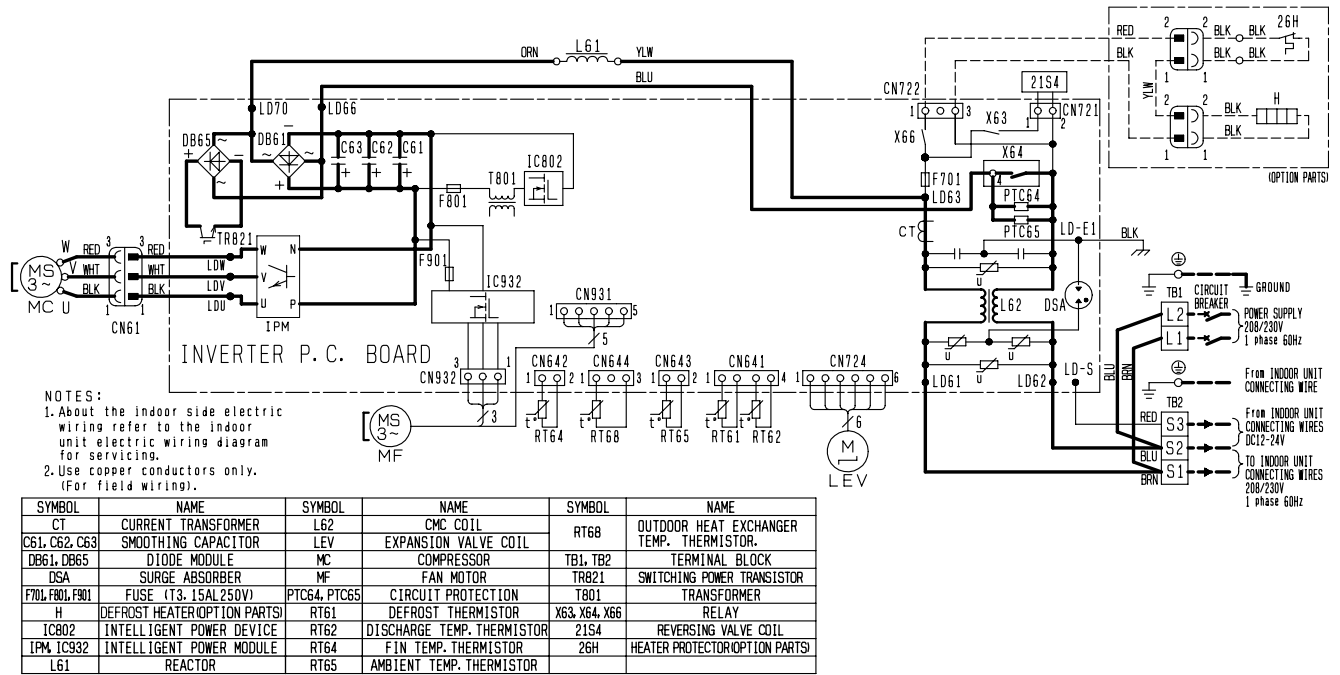 (OPTION PARTS)
RED
BLK
YLW
2 2
1 1
BLK BLK
26H
BLK BLK
2 2
1 1
BLK
H
BLK
ORN
L61
YLW
BLU
LD70
LD66
CN722
1 3
21S4
CN721
1 2
X63
X66
X64
4
F701
LD63
PTC64
PTC65
CT
LD-E1
BLK
DB65
DB61
C63
C62
C61
IC802
T801
F801
F901
TR821
W
N
V
U
P
IPM
W
RED
3 3
RED
LDW
V
WHT
WHT
LDV
U
BLK
1 1
BLK
LDU
CN61
MS
3~
MC
IC932
CN931
1 5
5
INVERTER P.C. BOARD
3 1
CN932
3
MS
3~
MF
CN642
1 2
t°
RT64
CN644
1 3
t°
RT68
CN643
1 2
t°
RT65
CN641
1 4
t°
RT61
t°
RT62
CN724
1 6
6
M
LEV
U
L62
DSA
U
U
LD61
LD62
LD-S
TB1
CIRCUIT
BREAKER
GROUND
L2
L1
POWER SUPPLY
208/230V
1 phase 60Hz
BLU
BRN
From INDOOR UNIT
CONNECTING WIRE
TB2
RED
S3
From INDOOR UNIT
CONNECTING WIRES
DC12-24V
BLU
S2
BRN
S1
TO INDOOR UNIT
CONNECTING WIRES
208/230V
1 phase 60Hz
NOTES:
1. About the indoor side electric
wiring refer to the indoor
unit electric wiring diagram
for servicing.
2. Use copper conductors only.
(For field wiring).
SYMBOL NAME SYMBOL NAME SYMBOL NAME
CT CURRENT TRANSFORMER L62 CMC COIL RT68 OUTDOOR HEAT EXCHANGER
TEMP. THERMISTOR.
C61, C62, C63 SMOOTHING CAPACITOR LEV EXPANSION VALVE COIL
DB61, DB65 DIODE MODULE MC COMPRESSOR TB1, TB2 TERMINAL BLOCK
DSA SURGE ABSORBER MF FAN MOTOR TR821 SWITCHING POWER TRANSISTOR
F701, F801, F901 FUSE (T3. 15AL250V) PTC64, PTC65 CIRCUIT PROTECTION T801 TRANSFORMER
H DEFROST HEATER(OPTION PARTS) RT61 DEFROST THERMISTOR X63, X64, X66 RELAY
IC802 INTELLIGENT POWER DEVICE RT62 DISCHARGE TEMP. THERMISTOR 21S4 REVERSING VALVE COIL
IPM, IC932 INTELLIGENT POWER MODULE RT64 FIN TEMP. THERMISTOR 26H HEATER PROTECTOR(OPTION PARTS)
L61 REACTOR RT65 AMBIENT TEMP. THERMISTOR